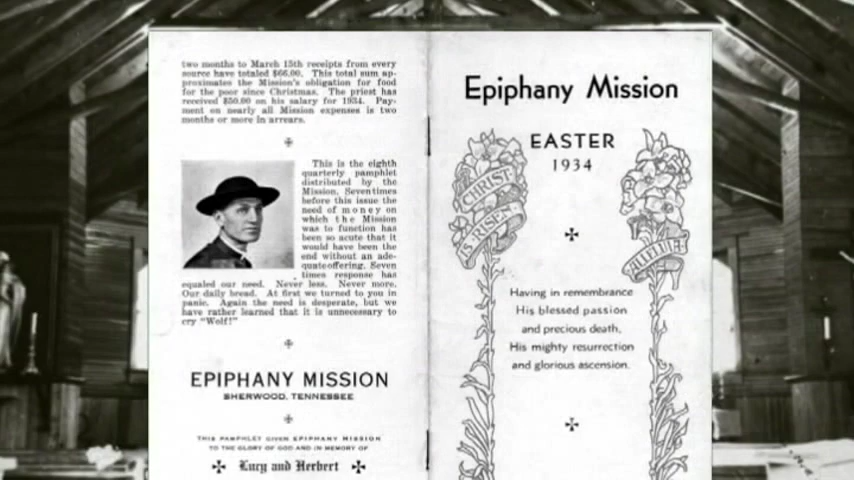 two months to March 15th receipts from every
source have totaled $66.00. This total sum ap-
proximates the Mission's obligation for food
for the poor since Christmas. The priest has
received $50.00 on his salary for 1934. Pay-
ment on nearly all Mission expenses is two
months or more in arrears.
This is the eighth
quarterly pamphlet
distributed by the
Mission. Seven times
before this issue the
need of money on
which the Mission
was to function has
been so acute that it
would have been the
end without an ade-
quate offering. Seven
times response has
equaled our need. Never less. Never more.
Our daily bread. At first we turned to you in
panic. Again the need is desperate, but we
have rather learned that it is unnecessary to
cry "Wolf!"
EPIPHANY MISSION
SHERWOOD, TENNESSEE
THIS PAMPHLET GIVEN EPIPHANY MISSION
TO THE GLORY OF GOD AND IN MEMORY OF
Lucy and Herbert
Epiphany Mission
EASTER
1934
CHRIST
IS RISEN
ALLELUIA
Having in remembrance
His blessed passion
and precious death,
His mighty resurrection
and glorious ascension.